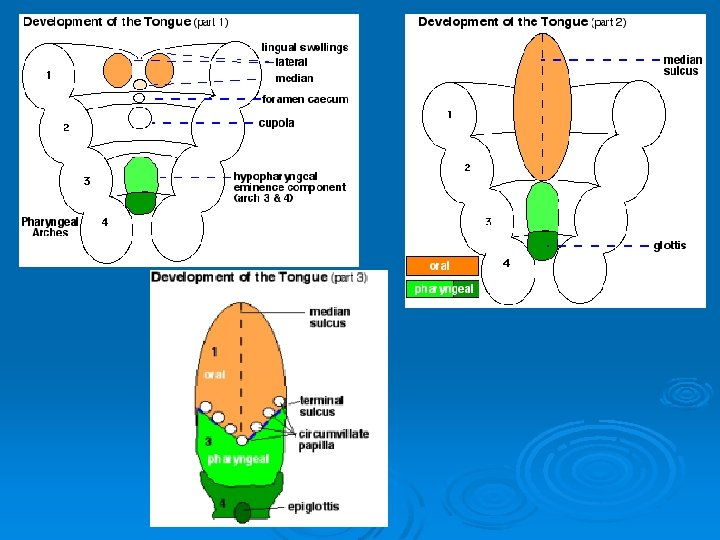 Development of the Tongue (part 1)
lingual swellings
lateral
median
1
foramen caecum
cupola
2
hypopharyngeal
eminence component
(arch 3 & 4)
3
Pharyngeal
Arches
4
Development of the Tongue (part 2)
median
sulcus
1
2
3
glottis
4
oral
pharyngeal
Development of the Tongue (part 3)
median
sulcus
1
oral
terminal
sulcus
circumvillate
papilla
3
pharyngeal
4
epiglottis